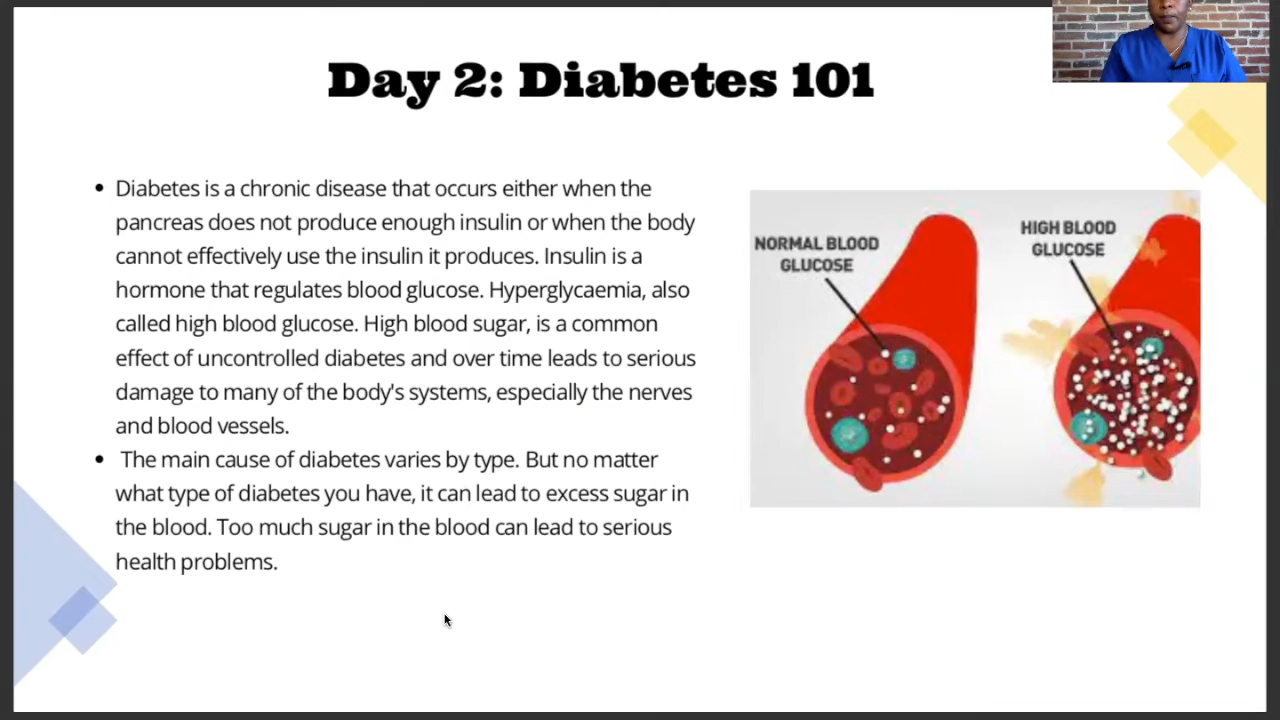 Day 2: Diabetes 101
Diabetes is a chronic disease that occurs either when the
pancreas does not produce enough insulin or when the body
cannot effectively use the insulin it produces. Insulin is a
hormone that regulates blood glucose. Hyperglycaemia, also
called high blood glucose. High blood sugar, is a common
effect of uncontrolled diabetes and over time leads to serious
damage to many of the body's systems, especially the nerves
and blood vessels.
The main cause of diabetes varies by type. But no matter
what type of diabetes you have, it can lead to excess sugar in
the blood. Too much sugar in the blood can lead to serious
health problems.
NORMAL BLOOD
GLUCOSE
HIGH BLOOD
GLUCOSE